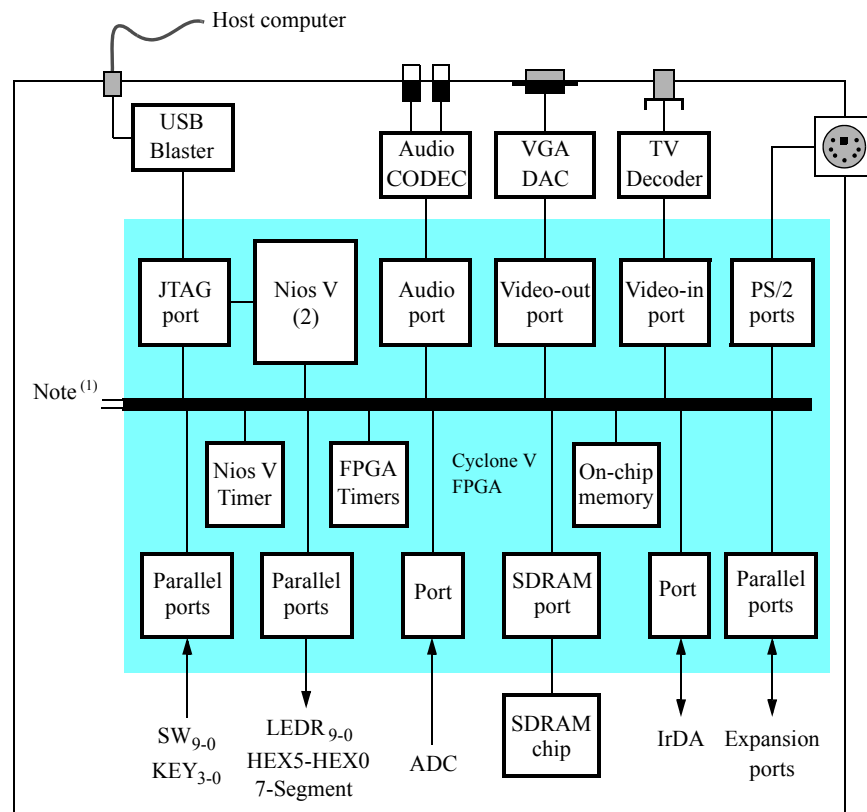 Host computer
USB
Blaster
Audio
CODEC
VGA
DAC
TV
Decoder
JTAG
port
Nios V
(2)
Audio
port
Video-out
port
Video-in
port
PS/2
ports
Note (1)
Nios V
Timer
FPGA
Timers
Cyclone V
FPGA
On-chip
memory
Parallel
ports
Parallel
ports
Port
SDRAM
port
Port
Parallel
ports
SW9-0
KEY3-0
LEDR9-0
HEX5-HEX0
7-Segment
ADC
SDRAM
chip
IrDA
Expansion
ports